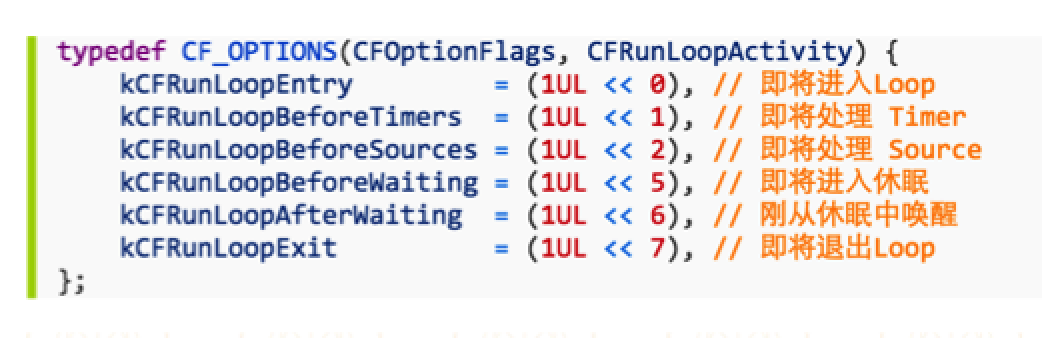 typedef CF_OPTIONS(CFOptionFlags, CFRunLoopActivity) {
    kCFRunLoopEntry         = (1UL << 0), // 即将进入Loop
    kCFRunLoopBeforeTimers  = (1UL << 1), // 即将处理 Timer
    kCFRunLoopBeforeSources = (1UL << 2), // 即将处理 Source
    kCFRunLoopBeforeWaiting = (1UL << 5), // 即将进入休眠
    kCFRunLoopAfterWaiting  = (1UL << 6), // 刚从休眠中唤醒
    kCFRunLoopExit          = (1UL << 7), // 即将退出Loop
};